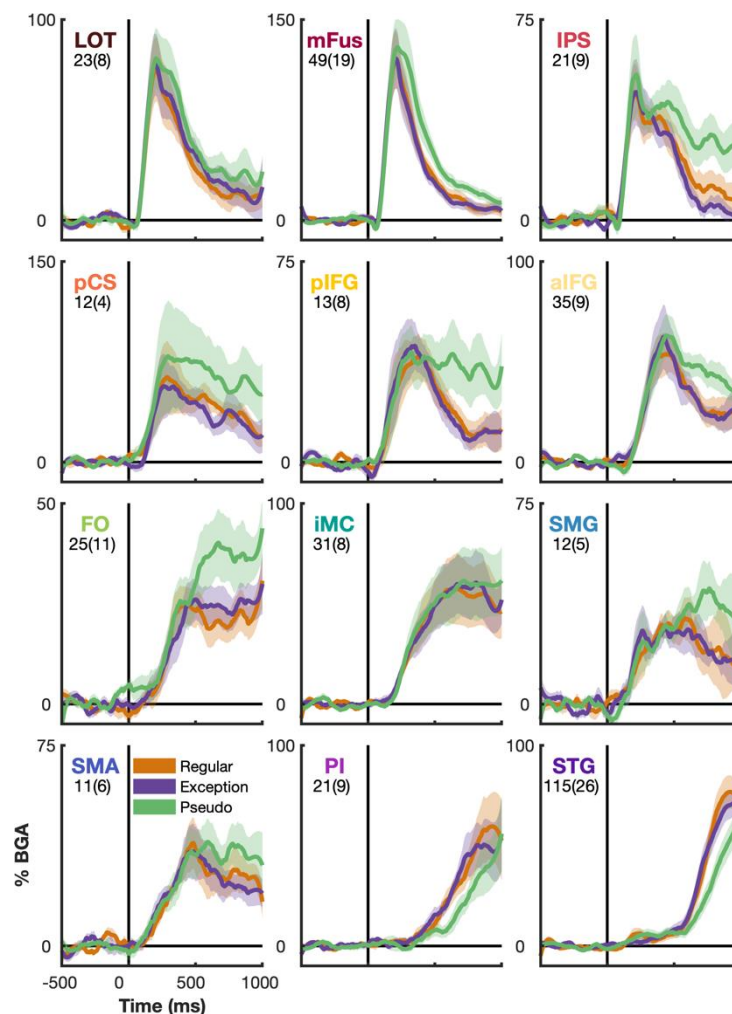 100
LOT
23(8)
0
150
mFus
49(19)
0
75
IPS
21(9)
0
150
pCS
12(4)
0
75
pIFG
13(8)
0
100
aIFG
35(9)
0
50
FO
25(11)
0
100
iMC
31(8)
0
75
SMG
12(5)
0
75
SMA
11(6)
Regular
Exception
Pseudo
% BGA
0
-500 0 500 1000
Time (ms)
100
PI
21(9)
0
100
STG
115(26)
0